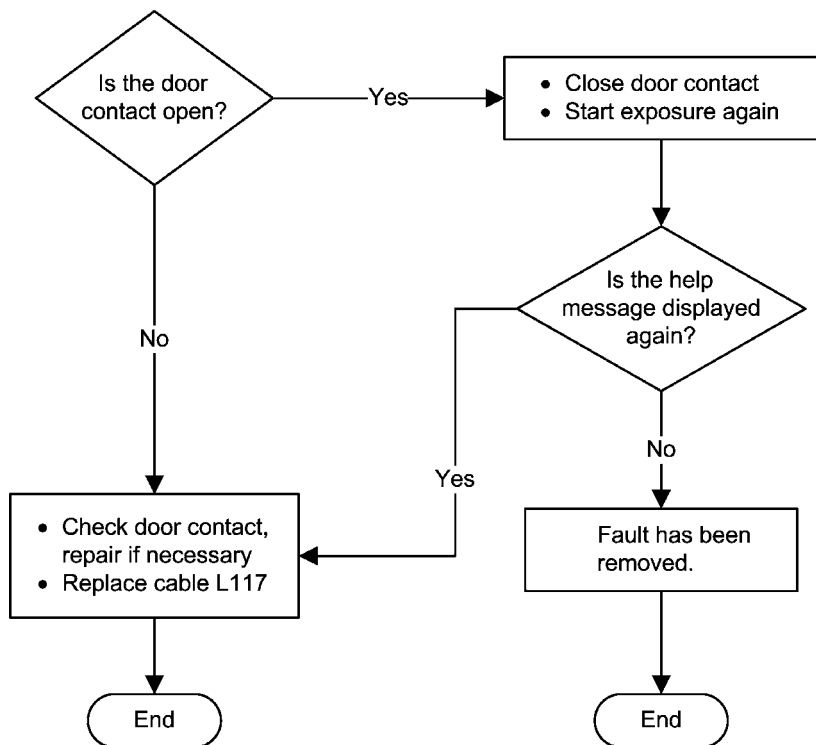 Is the door
contact open?
Yes
• Close door contact
• Start exposure again
No
Is the help
message displayed
again?
Yes
No
• Check door contact,
repair if necessary
• Replace cable L117
Fault has been
removed.
End
End